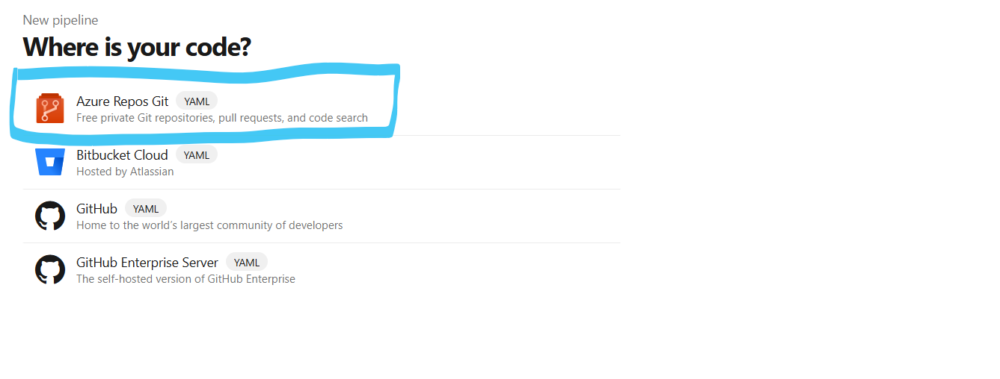 New pipeline
Where is your code?
Azure Repos Git YAML
Free private Git repositories, pull requests, and code search
Bitbucket Cloud YAML
Hosted by Atlassian
GitHub YAML
Home to the world's largest community of developers
GitHub Enterprise Server YAML
The self-hosted version of GitHub Enterprise